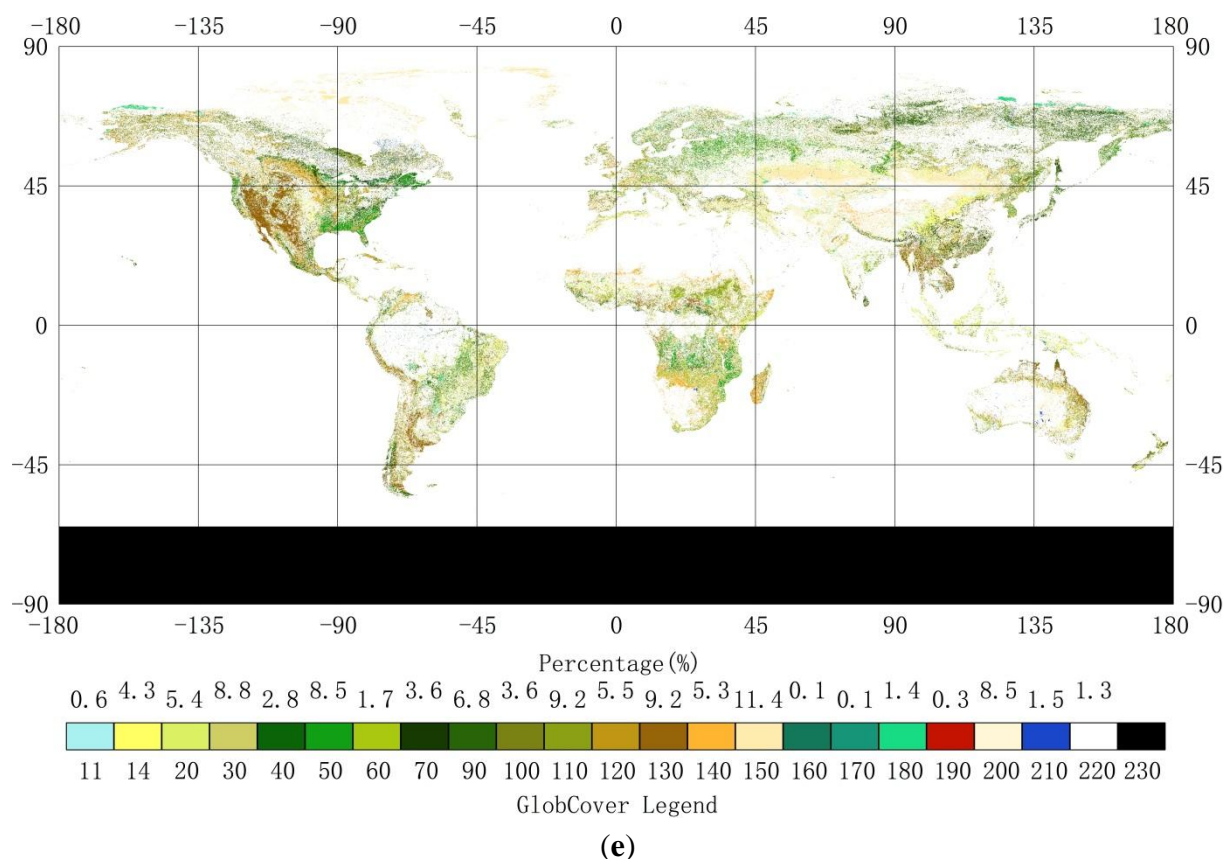 −180 −135 −90 −45 0 45 90 135 180
90 90
45 45
0 0
−45 −45
−90 −90
−180 −135 −90 −45 0 45 90 135 180
Percentage(%)
0.6 4.3 5.4 8.8 2.8 8.5 1.7 3.6 6.8 3.6 9.2 5.5 9.2 5.3 11.4 0.1 0.1 1.4 0.3 8.5 1.5 1.3
11 14 20 30 40 50 60 70 90 100 110 120 130 140 150 160 170 180 190 200 210 220 230
GlobCover Legend
(e)